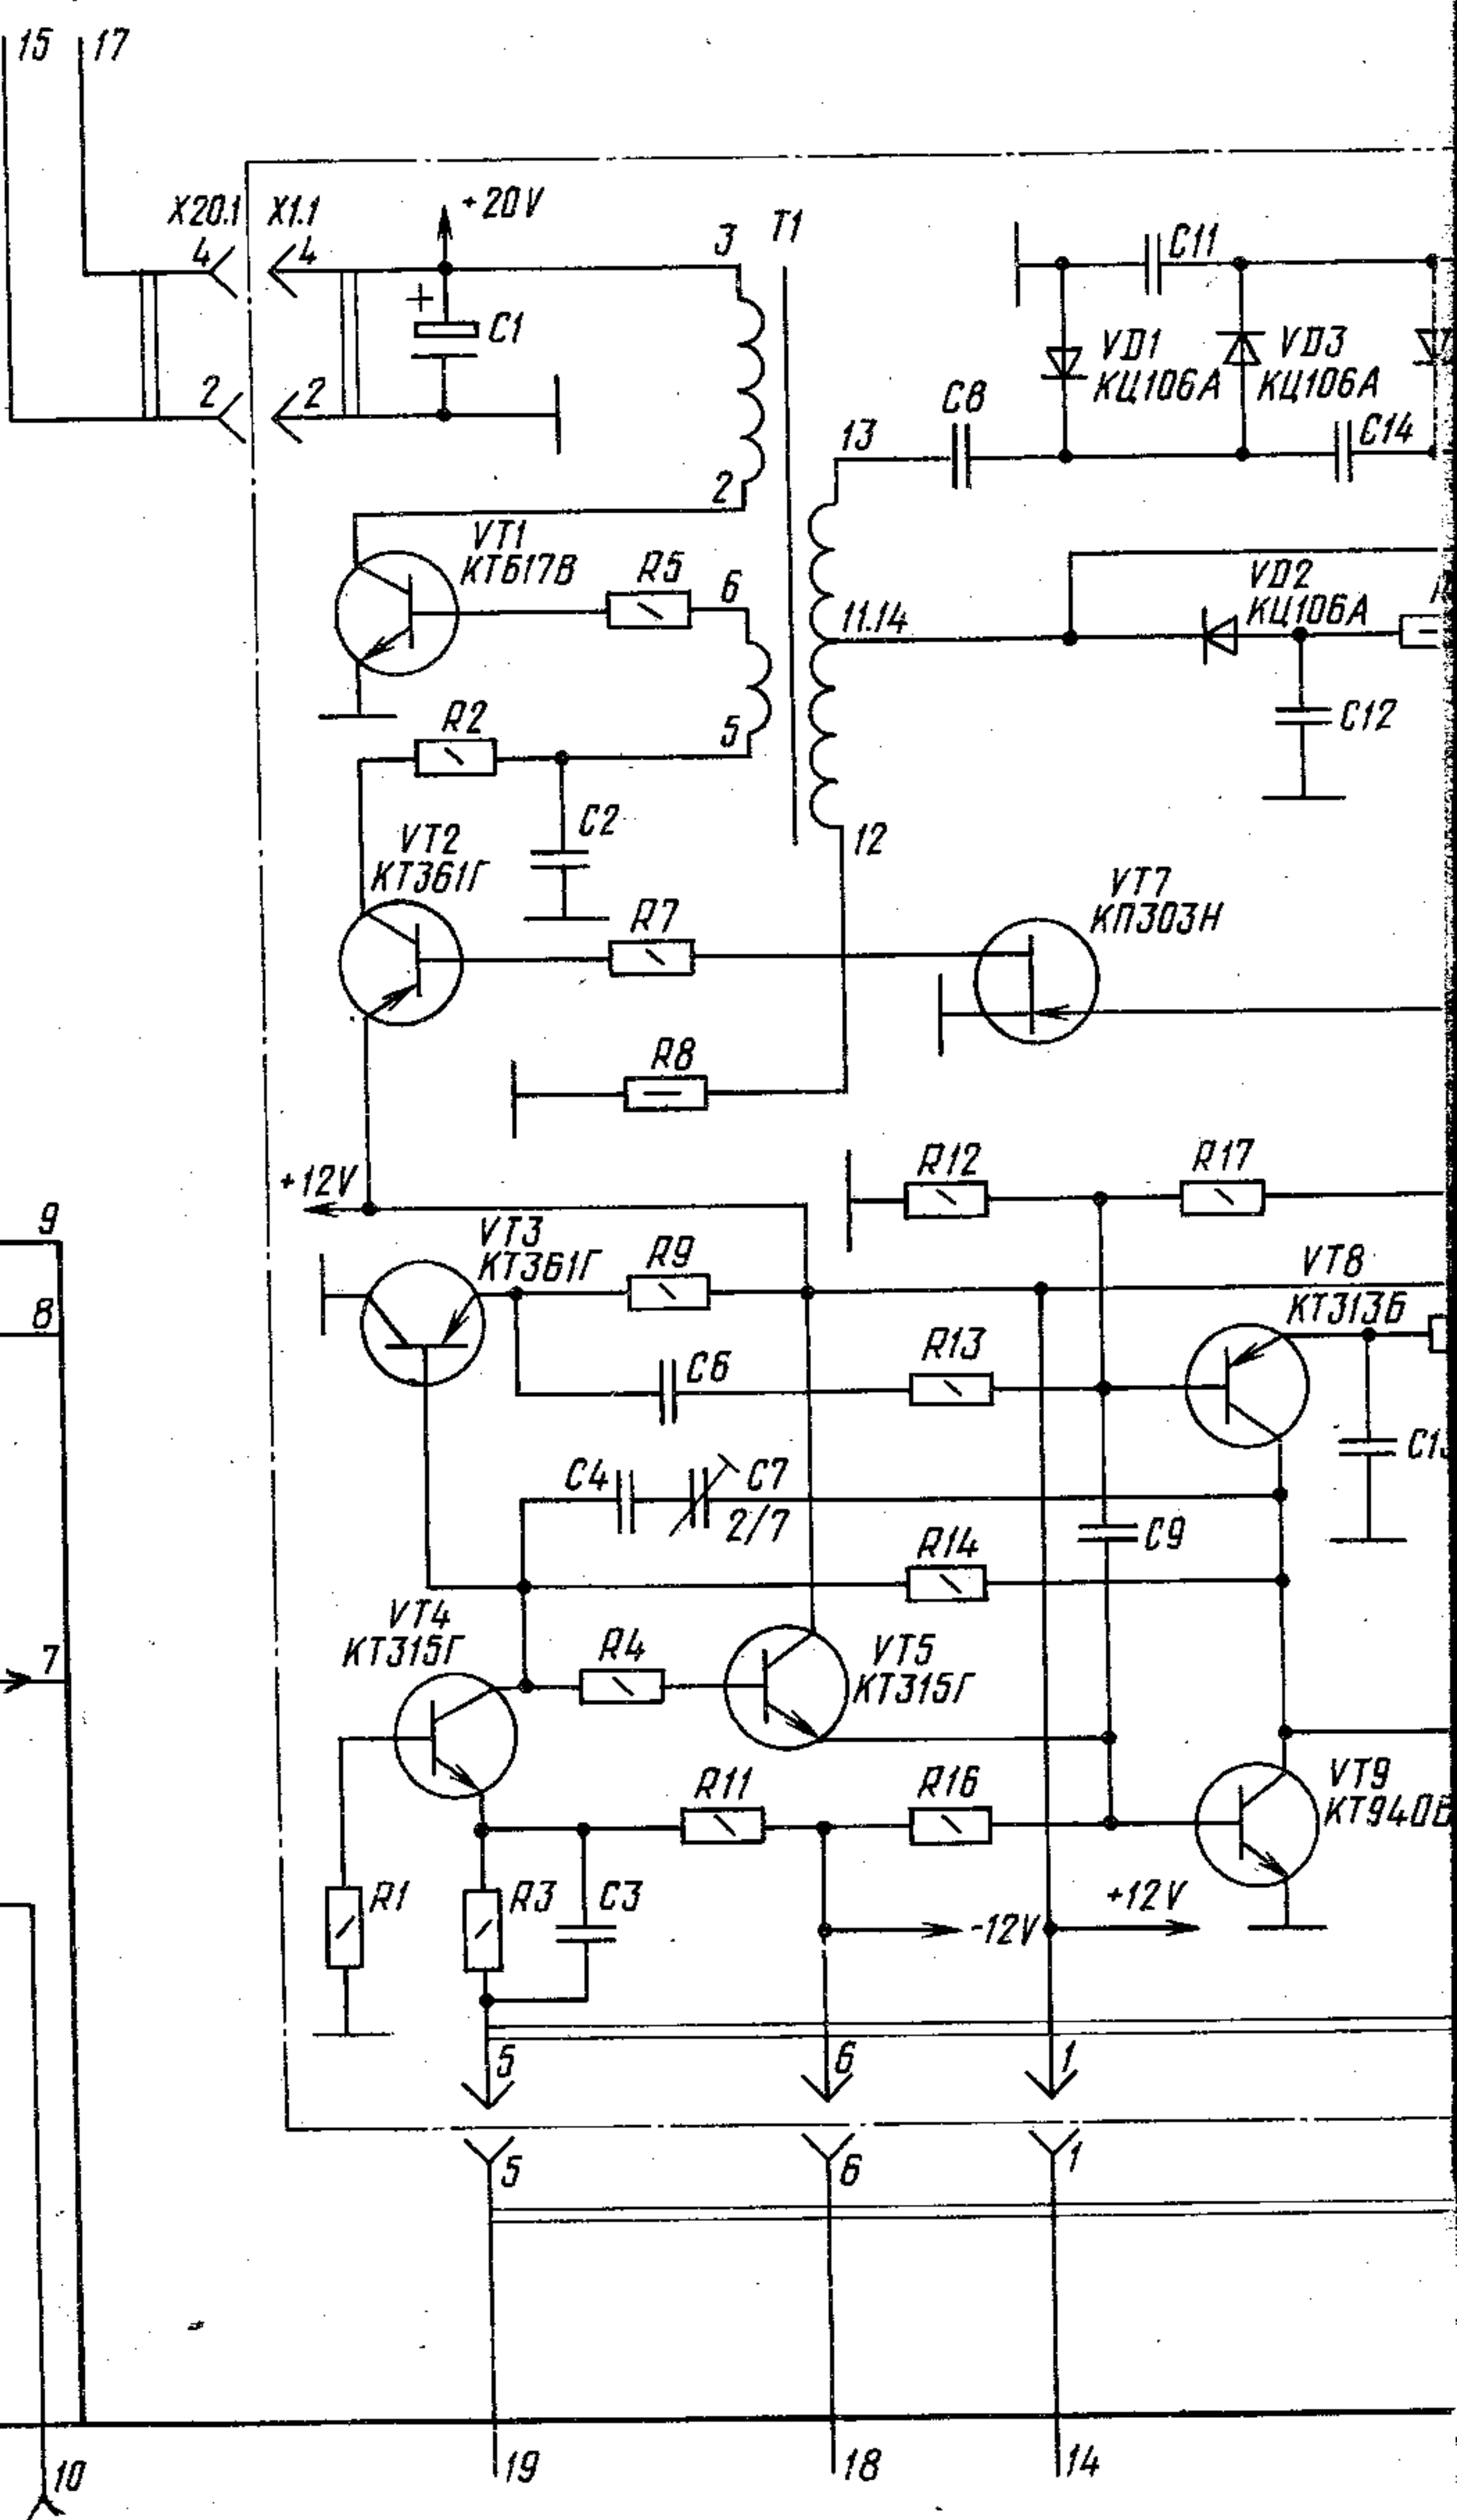 15 17
X20.1 X1.1
+20V
4 4
+
C1
2 2
3 T1
2
C11
VD1
КЦ106А
VD3
КЦ106А
C8
C14
13
VT1
КТ617В
R5
6
11.14
VD2
КЦ106А
C12
R2
5
C2
12
VT2
КТ361Г
R7
VT7
КП303Н
R8
+12V
R12
R17
9
VT3
КТ361Г
R9
VT8
КТ313Б
8
C6
R13
C4
C7
2/7
C9
R14
VT4
КТ315Г
R4
VT5
КТ315Г
7
R11
R16
VT9
R1
R3
C3
-12V
+12V
5
6
1
5
6
1
10
19
18
14